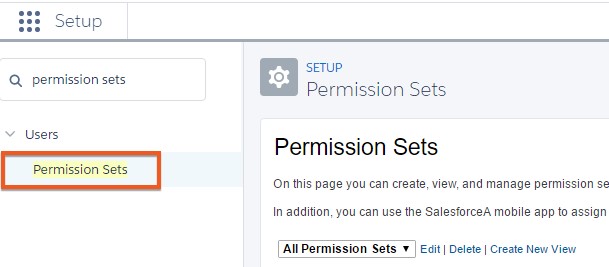 Setup
permission sets
Users
Permission Sets
SETUP
Permission Sets
Permission Sets
On this page you can create, view, and manage permission se
In addition, you can use the SalesforceA mobile app to assign
All Permission Sets ▼ Edit | Delete | Create New View